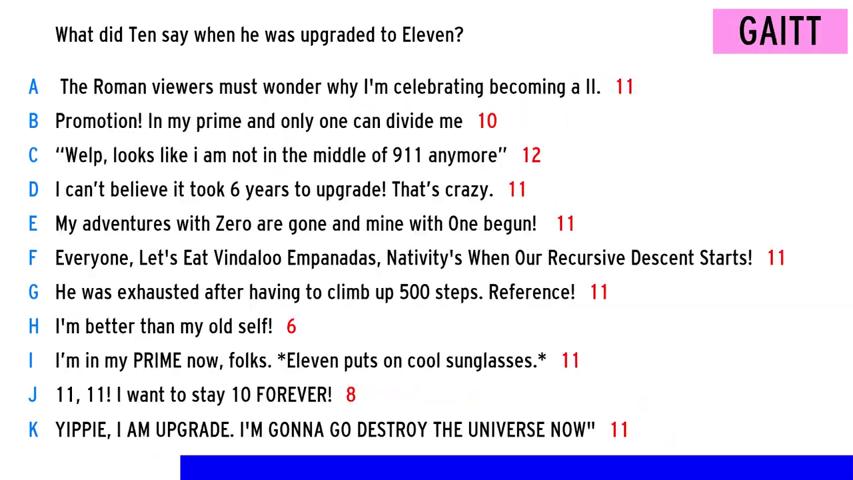 What did Ten say when he was upgraded to Eleven?
GAITT
A The Roman viewers must wonder why I'm celebrating becoming a II. 11
B Promotion! In my prime and only one can divide me 10
C “Welp, looks like i am not in the middle of 911 anymore” 12
D I can’t believe it took 6 years to upgrade! That’s crazy. 11
E My adventures with Zero are gone and mine with One begun! 11
F Everyone, Let's Eat Vindaloo Empanadas, Nativity's When Our Recursive Descent Starts! 11
G He was exhausted after having to climb up 500 steps. Reference! 11
H I'm better than my old self! 6
I I’m in my PRIME now, folks. *Eleven puts on cool sunglasses.* 11
J 11, 11! I want to stay 10 FOREVER! 8
K YIPPIE, I AM UPGRADE. I'M GONNA GO DESTROY THE UNIVERSE NOW" 11